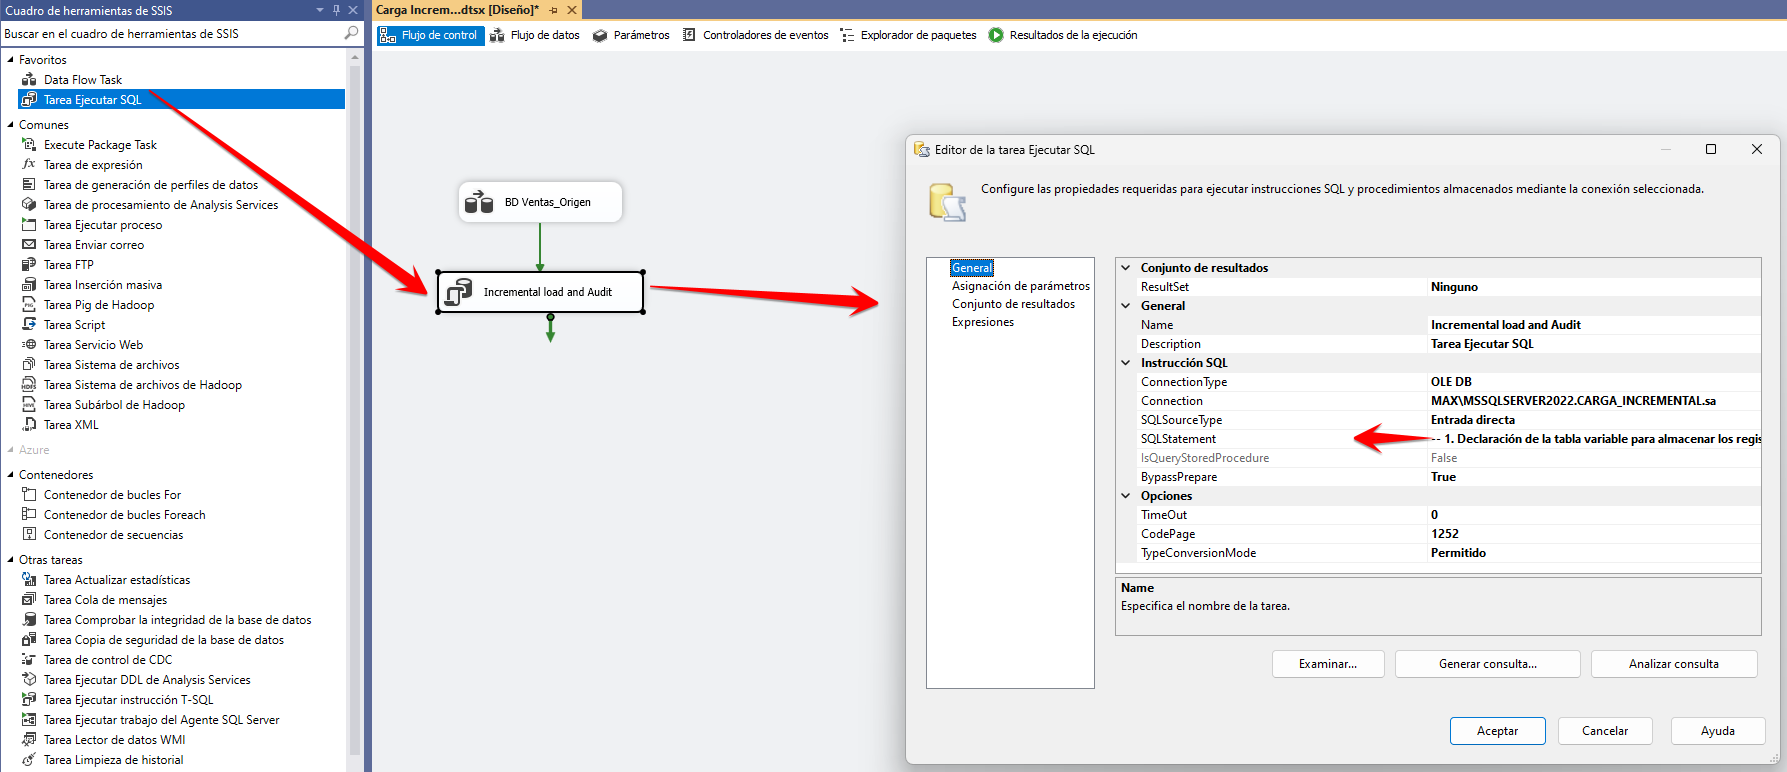 Cuadro de herramientas de SSIS
Buscar en el cuadro de herramientas de SSIS
Favoritos
Data Flow Task
Tarea Ejecutar SQL
Comunes
Execute Package Task
Tarea de expresión
Tarea de generación de perfiles de datos
Tarea de procesamiento de Analysis Services
Tarea Ejecutar proceso
Tarea Enviar correo
Tarea FTP
Tarea Inserción masiva
Tarea Pig de Hadoop
Tarea Script
Tarea Servicio Web
Tarea Sistema de archivos
Tarea Sistema de archivos de Hadoop
Tarea Subárbol de Hadoop
Tarea XML
Azure
Contenedores
Contenedor de bucles For
Contenedor de bucles Foreach
Contenedor de secuencias
Otras tareas
Tarea Actualizar estadísticas
Tarea Cola de mensajes
Tarea Comprobar la integridad de la base de datos
Tarea Copia de seguridad de la base de datos
Tarea de control de CDC
Tarea Ejecutar DDL de Analysis Services
Tarea Ejecutar instrucción T-SQL
Tarea Ejecutar trabajo del Agente SQL Server
Tarea Lector de datos WMI
Tarea Limpieza de historial
Carga Increm...dtsx [Diseño]*
Flujo de control Flujo de datos Parámetros Controladores de eventos Explorador de paquetes Resultados de la ejecución
BD Ventas_Origen
Incremental load and Audit
Editor de la tarea Ejecutar SQL
Configure las propiedades requeridas para ejecutar instrucciones SQL y procedimientos almacenados mediante la conexión seleccionada.
General
Asignación de parámetros
Conjunto de resultados
Expresiones
Conjunto de resultados
ResultSet Ninguno
General
Name Incremental load and Audit
Description Tarea Ejecutar SQL
Instrucción SQL
ConnectionType OLE DB
Connection MAX\MSSQLSERVER2022.CARGA_INCREMENTAL.sa
SQLSourceType Entrada directa
SQLStatement -- 1. Declaración de la tabla variable para almacenar los regis
IsQueryStoredProcedure False
BypassPrepare True
Opciones
TimeOut 0
CodePage 1252
TypeConversionMode Permitido
Name
Especifica el nombre de la tarea.
Examinar... Generar consulta... Analizar consulta
Aceptar Cancelar Ayuda